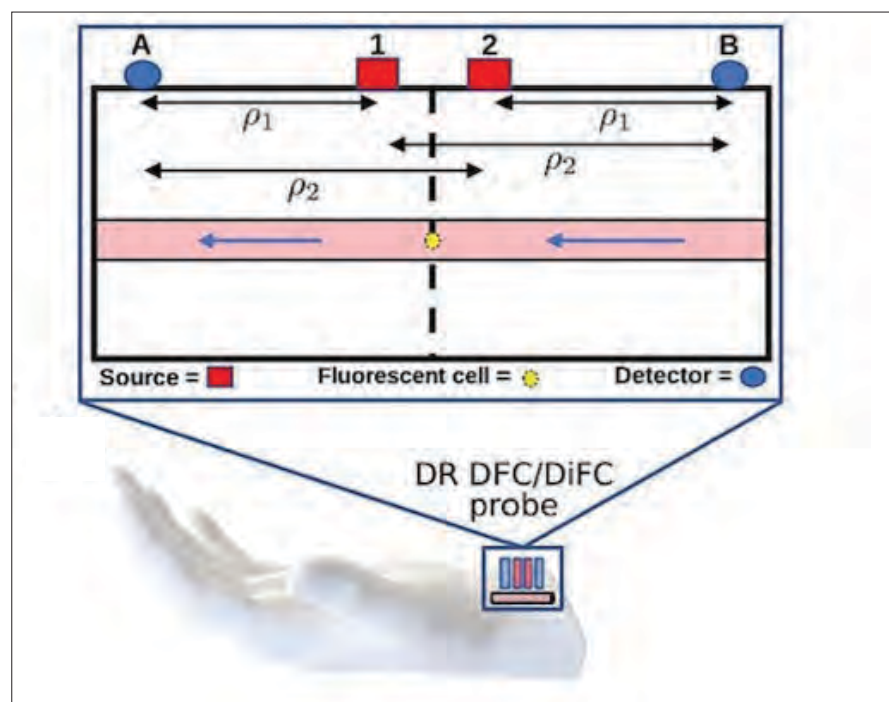 A 1 2 B
ρ1 ρ1
ρ2
ρ2
Source = Fluorescent cell = Detector =
DR DFC/DiFC
probe